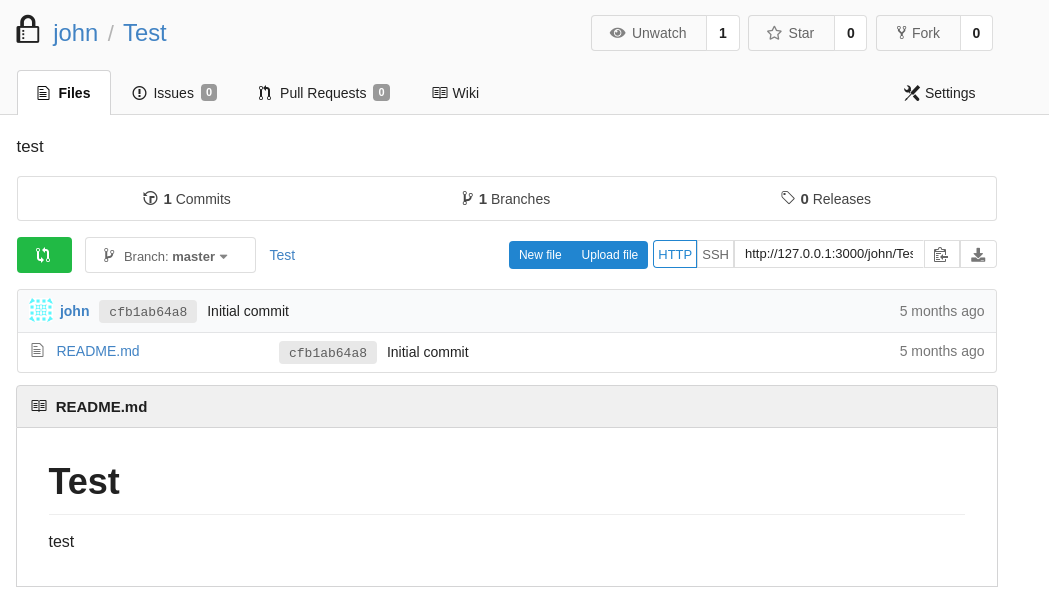 john / Test
Unwatch 1 Star 0 Fork 0
Files Issues 0 Pull Requests 0 Wiki Settings
test
1 Commits 1 Branches 0 Releases
Branch: master Test New file Upload file HTTP SSH http://127.0.0.1:3000/john/Tes
john cfb1ab64a8 Initial commit 5 months ago
README.md cfb1ab64a8 Initial commit 5 months ago
README.md
Test
test